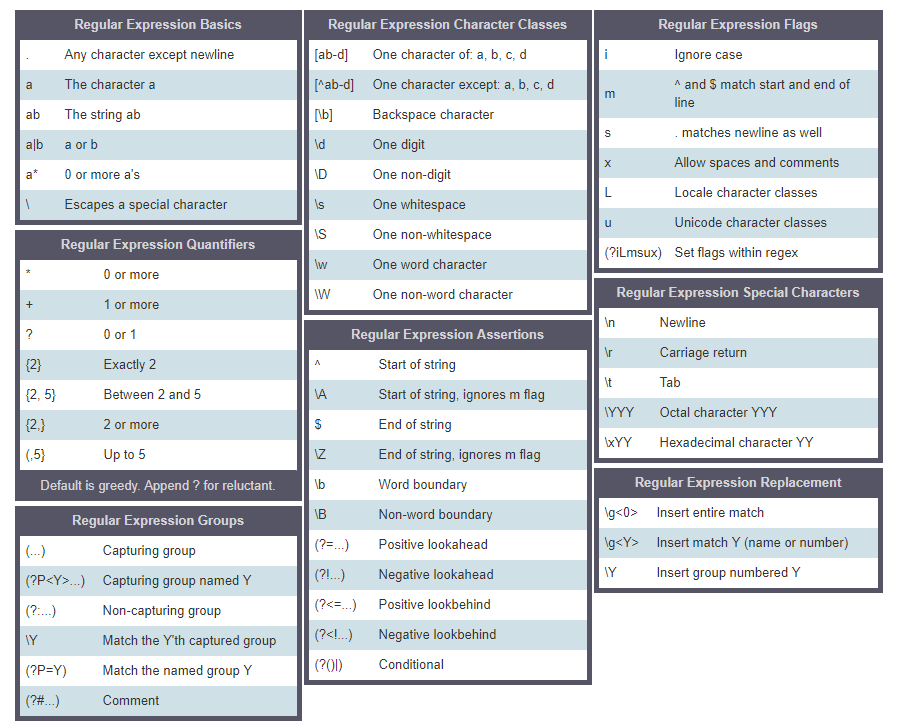 Regular Expression Basics
. Any character except newline
a The character a
ab The string ab
a|b a or b
a* 0 or more a's
\ Escapes a special character
Regular Expression Quantifiers
* 0 or more
+ 1 or more
? 0 or 1
{2} Exactly 2
{2, 5} Between 2 and 5
{2,} 2 or more
(,5} Up to 5
Default is greedy. Append ? for reluctant.
Regular Expression Groups
(...) Capturing group
(?P<Y>...) Capturing group named Y
(?:...) Non-capturing group
\Y Match the Y'th captured group
(?P=Y) Match the named group Y
(?#...) Comment
Regular Expression Character Classes
[ab-d] One character of: a, b, c, d
[^ab-d] One character except: a, b, c, d
[\b] Backspace character
\d One digit
\D One non-digit
\s One whitespace
\S One non-whitespace
\w One word character
\W One non-word character
Regular Expression Assertions
^ Start of string
\A Start of string, ignores m flag
$ End of string
\Z End of string, ignores m flag
\b Word boundary
\B Non-word boundary
(?=...) Positive lookahead
(?!...) Negative lookahead
(?<=...) Positive lookbehind
(?<!...) Negative lookbehind
(?()|) Conditional
Regular Expression Flags
i Ignore case
m ^ and $ match start and end of
line
s . matches newline as well
x Allow spaces and comments
L Locale character classes
u Unicode character classes
(?iLmsux) Set flags within regex
Regular Expression Special Characters
\n Newline
\r Carriage return
\t Tab
\YYY Octal character YYY
\xYY Hexadecimal character YY
Regular Expression Replacement
\g<0> Insert entire match
\g<Y> Insert match Y (name or number)
\Y Insert group numbered Y